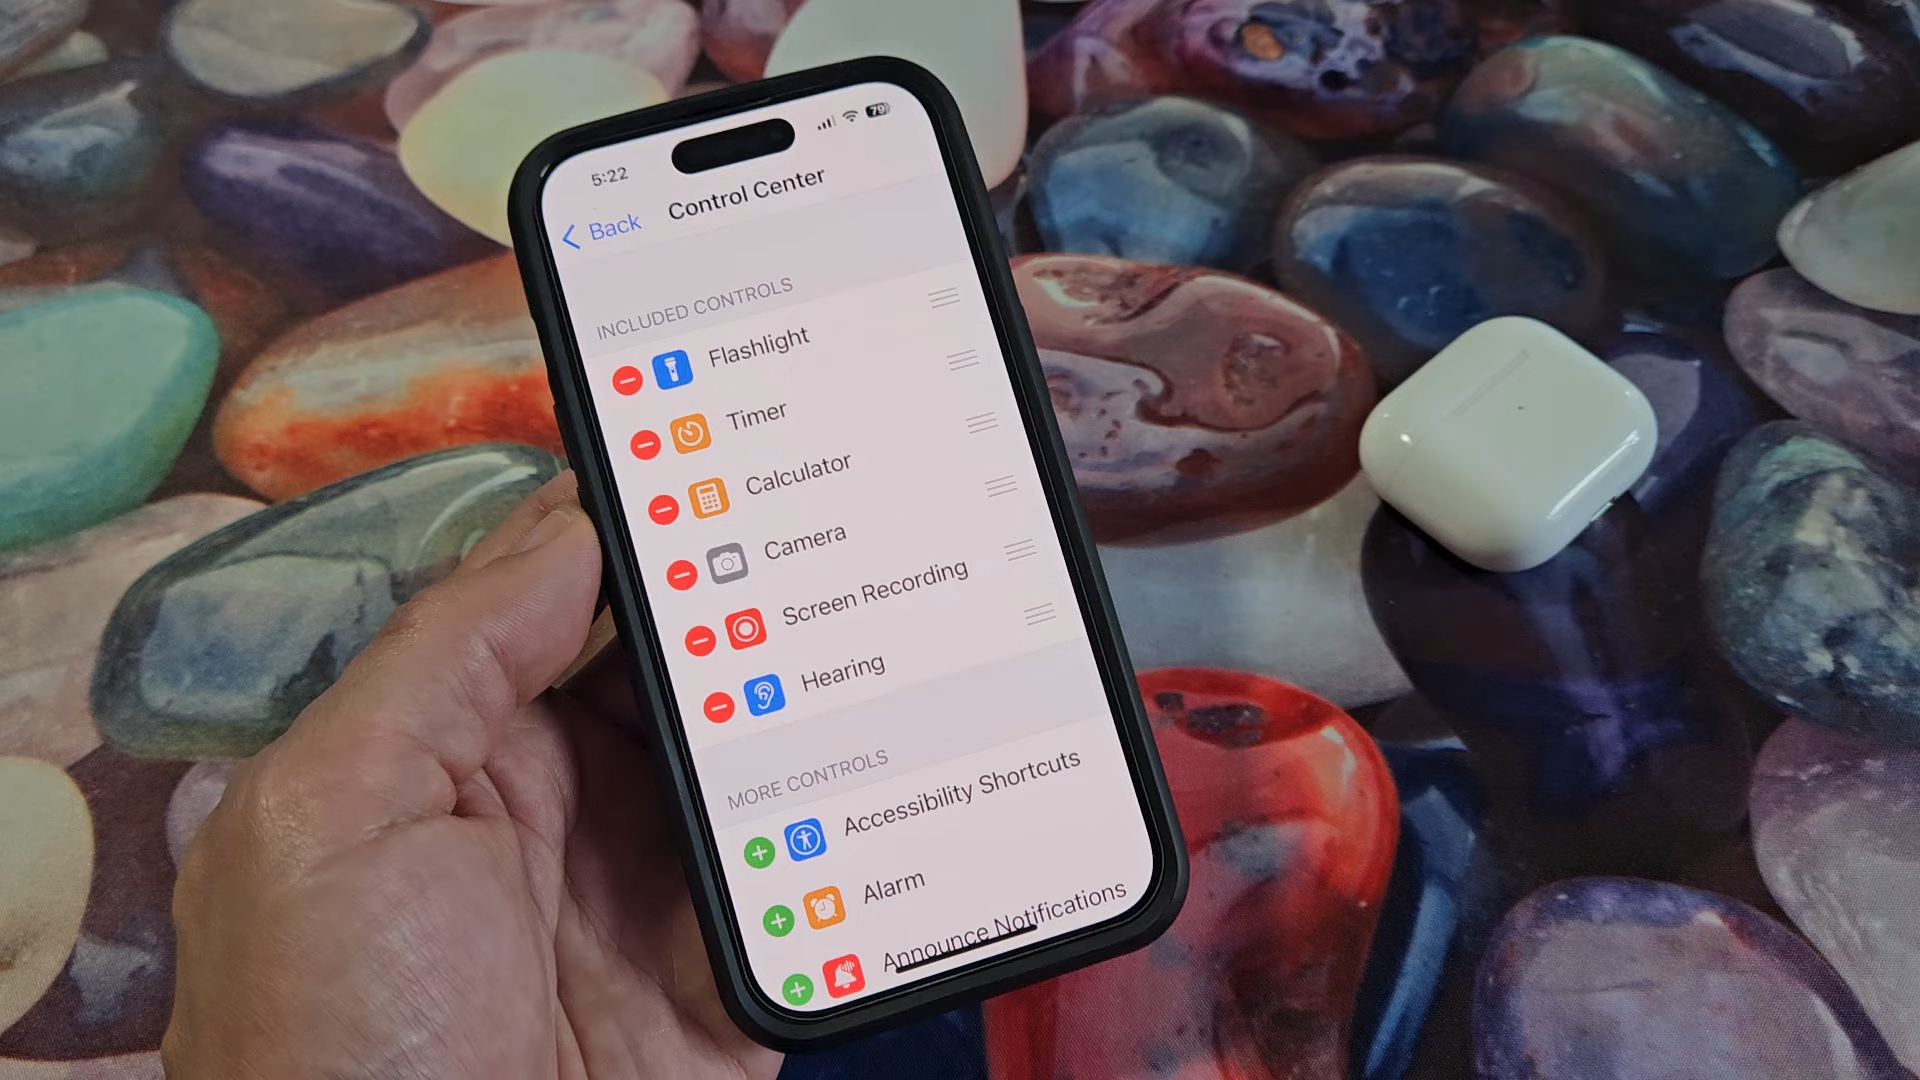 5:22
79
Back
Control Center
INCLUDED CONTROLS
Flashlight
Timer
Calculator
Camera
Screen Recording
Hearing
MORE CONTROLS
Accessibility Shortcuts
Alarm
Announce Notifications